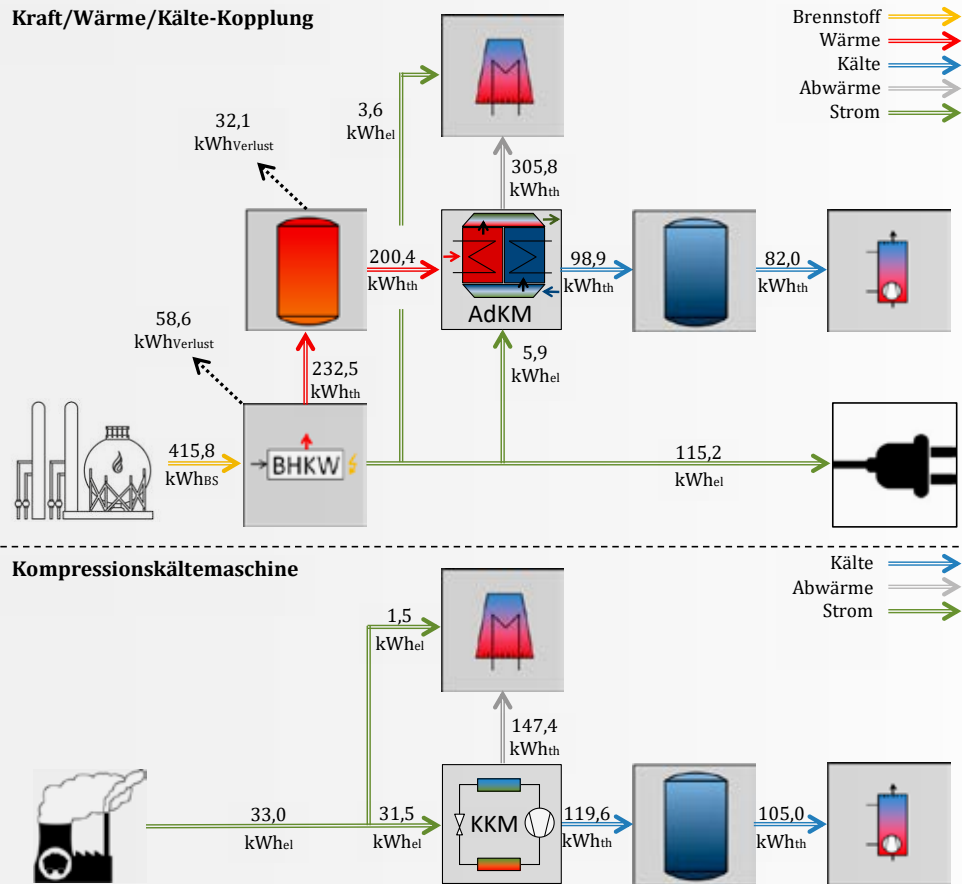 Kraft/Wärme/Kälte-Kopplung
Brennstoff
Wärme
Kälte
Abwärme
Strom
3,6
kWhel
32,1
kWhVerlust
305,8
kWhth
200,4
kWhth
AdKM
98,9
kWhth
82,0
kWhth
58,6
kWhVerlust
232,5
kWhth
5,9
kWhel
415,8
kWhBS
BHKW
115,2
kWhel
Kompressionskältemaschine
Kälte
Abwärme
Strom
1,5
kWhel
147,4
kWhth
33,0
kWhel
31,5
kWhel
KKM
119,6
kWhth
105,0
kWhth